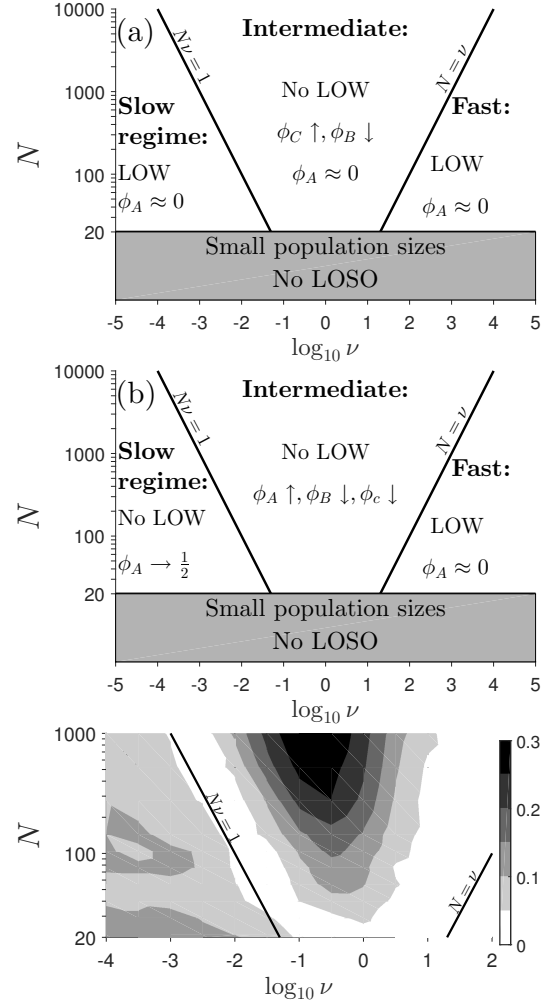 10000
(a)
Intermediate:
Nν = 1
N = ν
No LOW
1000
Slow
regime:
Fast:
ϕ_C ↑, ϕ_B ↓
N
LOW
LOW
100
ϕ_A ≈ 0
ϕ_A ≈ 0
ϕ_A ≈ 0
20
Small population sizes
No LOSO
-5 -4 -3 -2 -1 0 1 2 3 4 5
log₁₀ ν
10000
(b)
Intermediate:
Nν = 1
N = ν
No LOW
1000
Slow
regime:
Fast:
ϕ_A ↑, ϕ_B ↓, ϕ_c ↓
N
No LOW
LOW
100
ϕ_A → 1/2
ϕ_A ≈ 0
20
Small population sizes
No LOSO
-5 -4 -3 -2 -1 0 1 2 3 4 5
log₁₀ ν
1000
0.3
Nν = 1
0.2
N
100
0.1
N = ν
20
0
-4 -3 -2 -1 0 1 2
log₁₀ ν